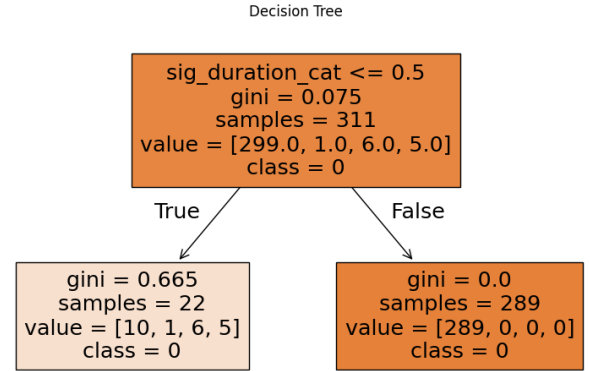 Decision Tree
sig_duration_cat <= 0.5
gini = 0.075
samples = 311
value = [299.0, 1.0, 6.0, 5.0]
class = 0
True
False
gini = 0.665
samples = 22
value = [10, 1, 6, 5]
class = 0
gini = 0.0
samples = 289
value = [289, 0, 0, 0]
class = 0